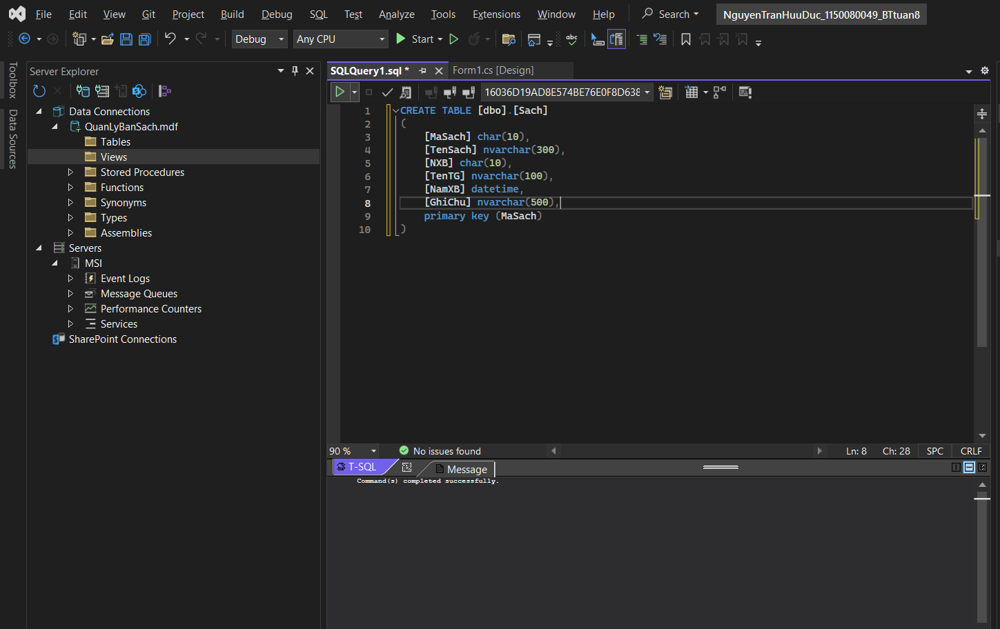 File Edit View Git Project Build Debug SQL Test Analyze Tools Extensions Window Help Search NguyenTranHuuDuc_1150080049_BTtuan8
Debug Any CPU Start
Toolbox
Data Sources
Server Explorer
Data Connections
QuanLyBanSach.mdf
Tables
Views
Stored Procedures
Functions
Synonyms
Types
Assemblies
Servers
MSI
Event Logs
Message Queues
Performance Counters
Services
SharePoint Connections
SQLQuery1.sql * Form1.cs [Design]
16036D19AD8E574BE76E0F8D638
1 CREATE TABLE [dbo].[Sach]
2 (
3 [MaSach] char(10),
4 [TenSach] nvarchar(300),
5 [NXB] char(10),
6 [TenTG] nvarchar(100),
7 [NamXB] datetime,
8 [GhiChu] nvarchar(500),
9 primary key (MaSach)
10 )
90 % No issues found Ln: 8 Ch: 28 SPC CRLF
T-SQL Message
Command(s) completed successfully.